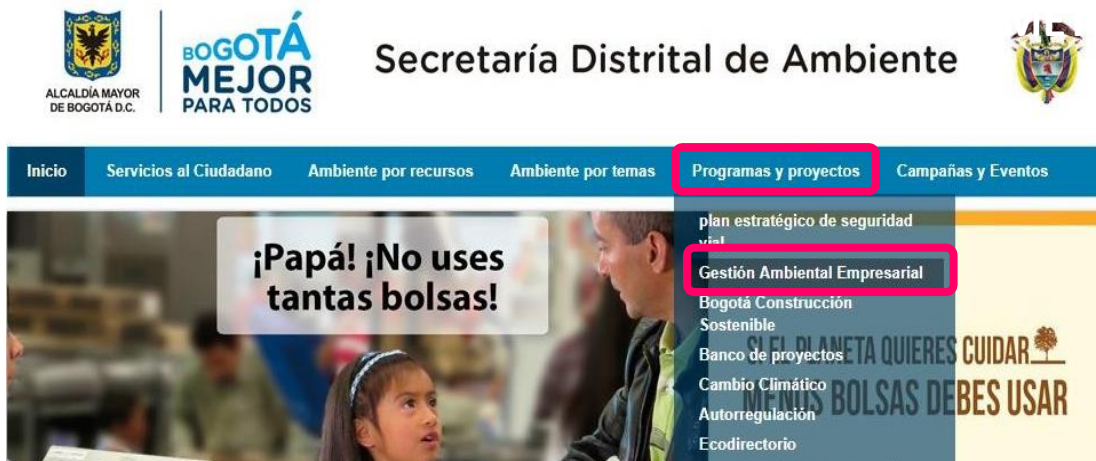 ALCALDÍA MAYOR
DE BOGOTÁ D.C.
BOGOTÁ
MEJOR
PARA TODOS
Secretaría Distrital de Ambiente
Inicio
Servicios al Ciudadano
Ambiente por recursos
Ambiente por temas
Programas y proyectos
Campañas y Eventos
¡Papá! ¡No uses
tantas bolsas!
plan estratégico de seguridad
vial
Gestión Ambiental Empresarial
Bogotá Construcción
Sostenible
Banco de proyectos
Cambio Climático
Autorregulación
Ecodirectorio
SI EL PLANETA QUIERES CUIDAR
MENOS BOLSAS DEBES USAR